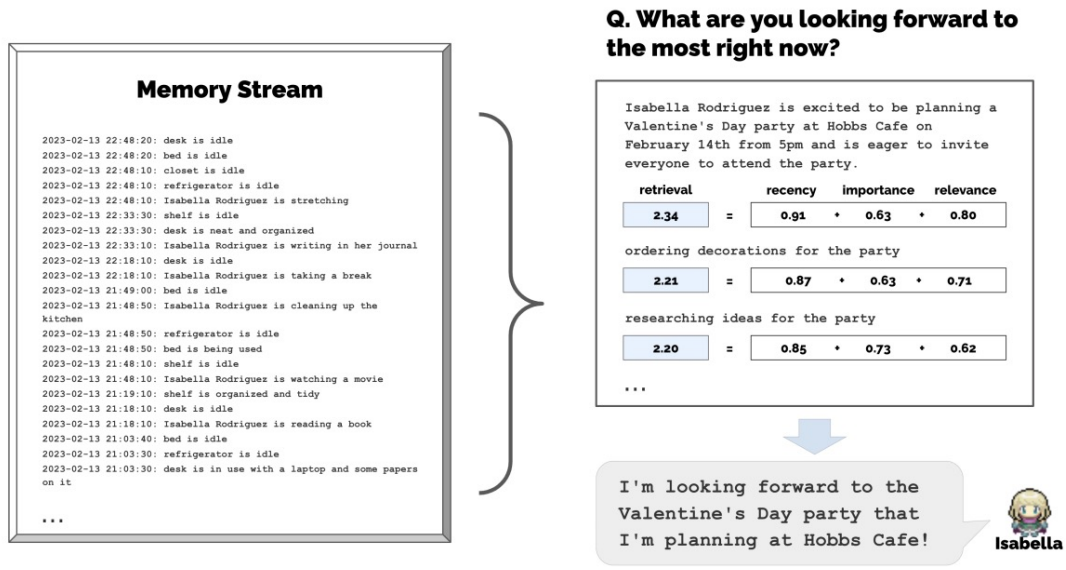 Memory Stream
2023-02-13 22:48:20: desk is idle
2023-02-13 22:48:20: bed is idle
2023-02-13 22:48:10: closet is idle
2023-02-13 22:48:10: refrigerator is idle
2023-02-13 22:48:10: Isabella Rodriguez is stretching
2023-02-13 22:33:30: shelf is idle
2023-02-13 22:33:30: desk is neat and organized
2023-02-13 22:33:10: Isabella Rodriguez is writing in her journal
2023-02-13 22:18:10: desk is idle
2023-02-13 22:18:10: Isabella Rodriguez is taking a break
2023-02-13 21:49:00: bed is idle
2023-02-13 21:48:50: Isabella Rodriguez is cleaning up the
kitchen
2023-02-13 21:48:50: refrigerator is idle
2023-02-13 21:48:50: bed is being used
2023-02-13 21:48:10: shelf is idle
2023-02-13 21:48:10: Isabella Rodriguez is watching a movie
2023-02-13 21:19:10: shelf is organized and tidy
2023-02-13 21:18:10: desk is idle
2023-02-13 21:18:10: Isabella Rodriguez is reading a book
2023-02-13 21:03:40: bed is idle
2023-02-13 21:03:30: refrigerator is idle
2023-02-13 21:03:30: desk is in use with a laptop and some papers
on it
...
Q. What are you looking forward to
the most right now?
Isabella Rodriguez is excited to be planning a
Valentine's Day party at Hobbs Cafe on
February 14th from 5pm and is eager to invite
everyone to attend the party.
retrieval recency importance relevance
2.34 = 0.91 + 0.63 + 0.80
ordering decorations for the party
2.21 = 0.87 + 0.63 + 0.71
researching ideas for the party
2.20 = 0.85 + 0.73 + 0.62
...
I'm looking forward to the
Valentine's Day party that
I'm planning at Hobbs Cafe!
Isabella